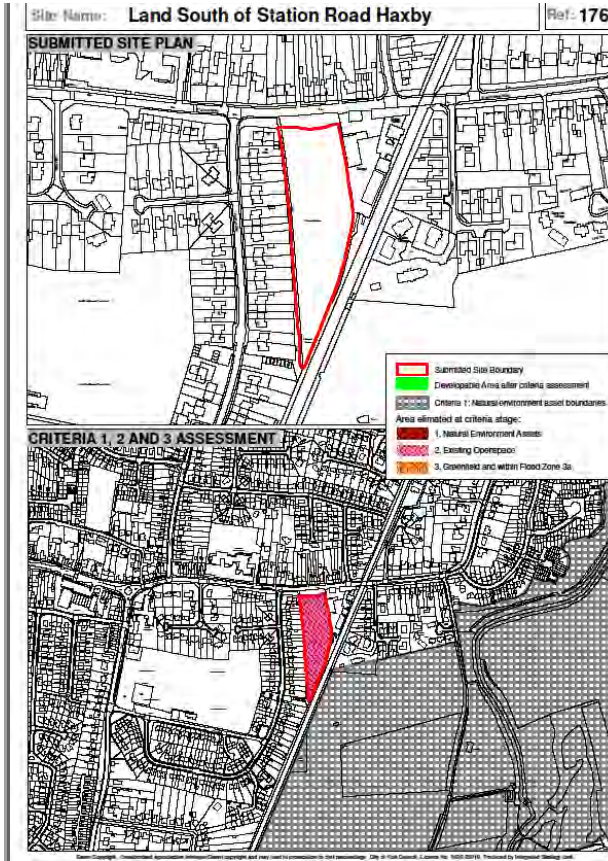 Site Name: Land South of Station Road Haxby Ref: 176
SUBMITTED SITE PLAN
Submitted Site Boundary
Developable Area after criteria assessment
Criteria 1: Natural environment asset boundaries
Area elimated at criteria stage:
1, Natural Environment Assets
2, Existing Openspace
3, Greenfield and within Flood Zone 3a
CRITERIA 1, 2 AND 3 ASSESSMENT